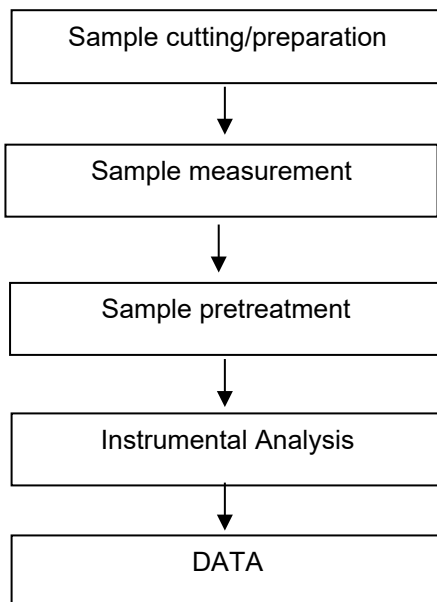 Sample cutting/preparation
Sample measurement
Sample pretreatment
Instrumental Analysis
DATA